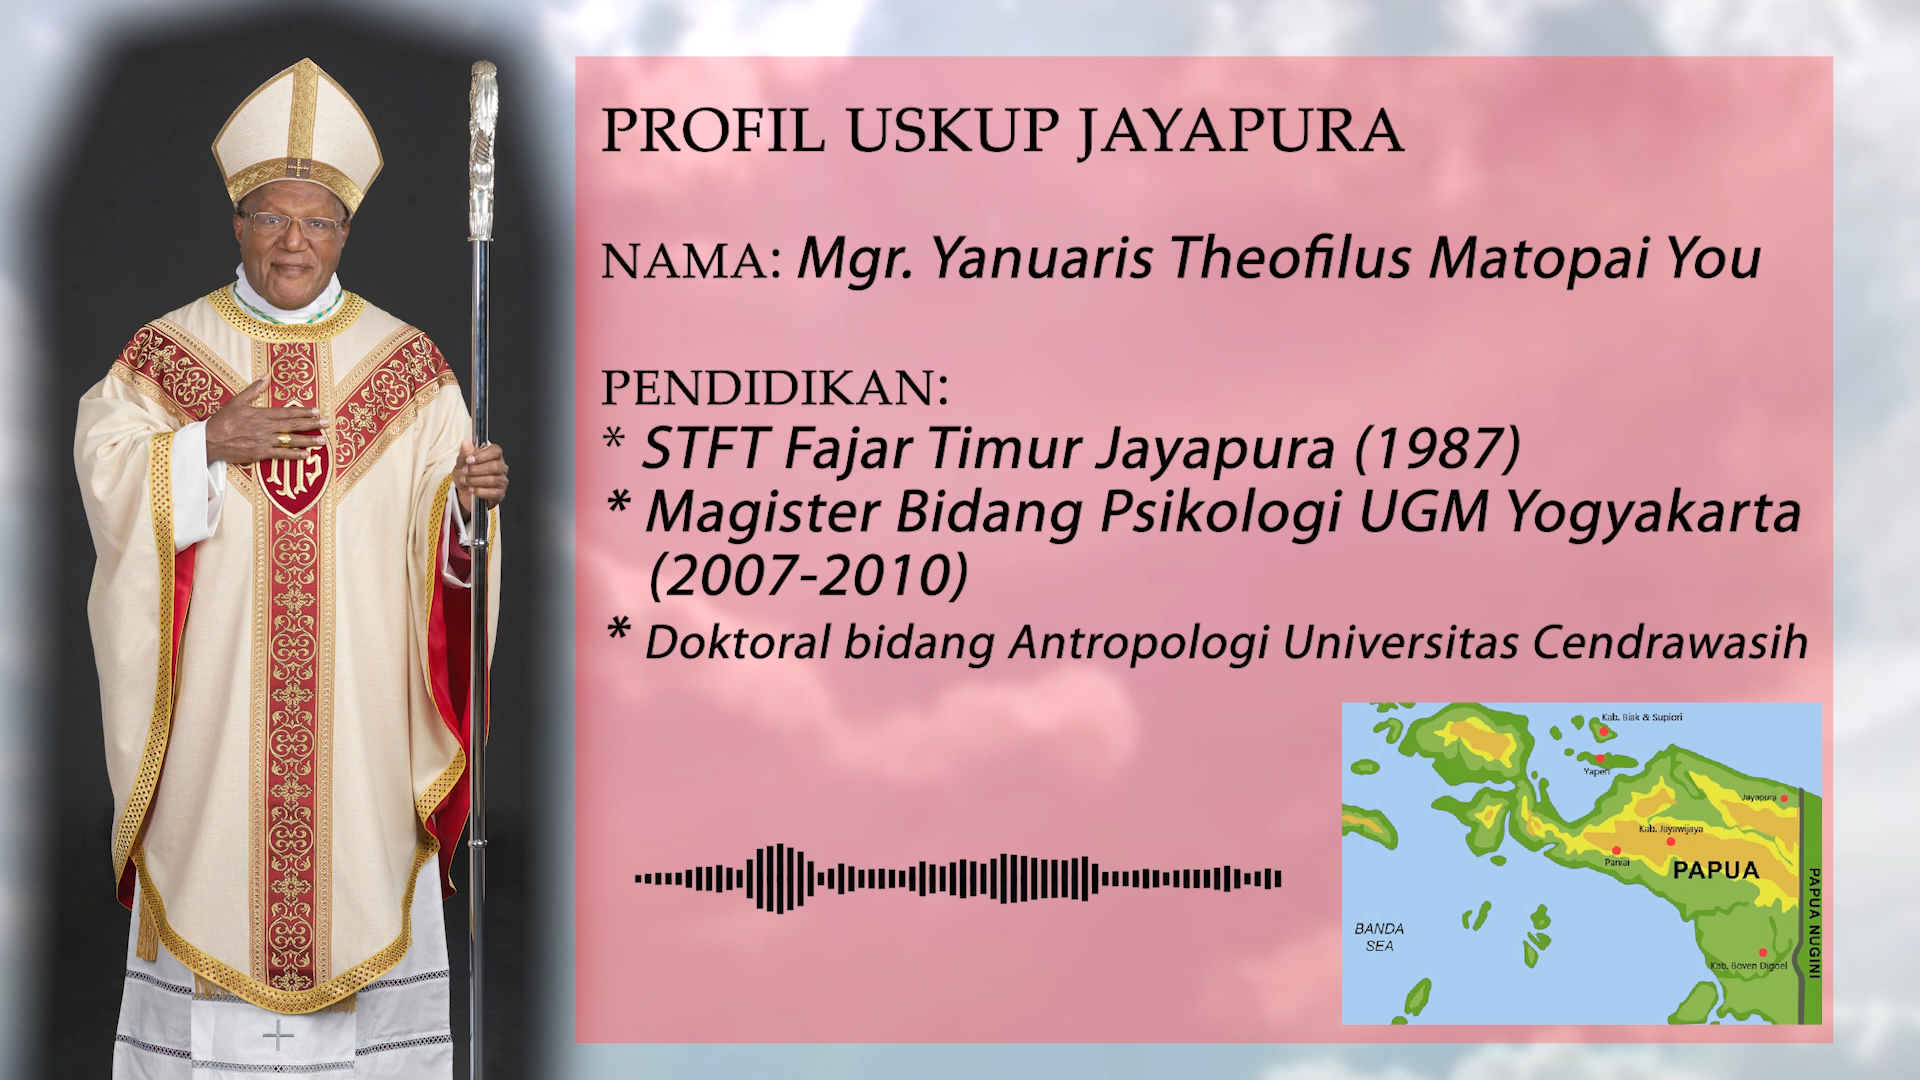 PROFIL USKUP JAYAPURA
NAMA: Mgr. Yanuaris Theofilus Matopai You
PENDIDIKAN:
* STFT Fajar Timur Jayapura (1987)
* Magister Bidang Psikologi UGM Yogyakarta
(2007-2010)
* Doktoral bidang Antropologi Universitas Cendrawasih
Kab. Biak & Supiori
Yapen
Jayapura
Kab. Jayawijaya
Paniai
PAPUA
PAPUA NUGINI
BANDA
SEA
Kab. Boven Digoel
IHS